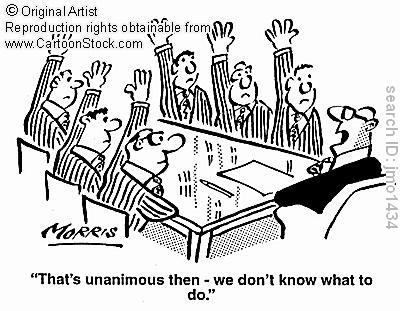 © Original Artist
Reproduction rights obtainable from
www.CartoonStock.com
search ID: jmo1434
MORRIS
“That’s unanimous then - we don’t know what to
do.”